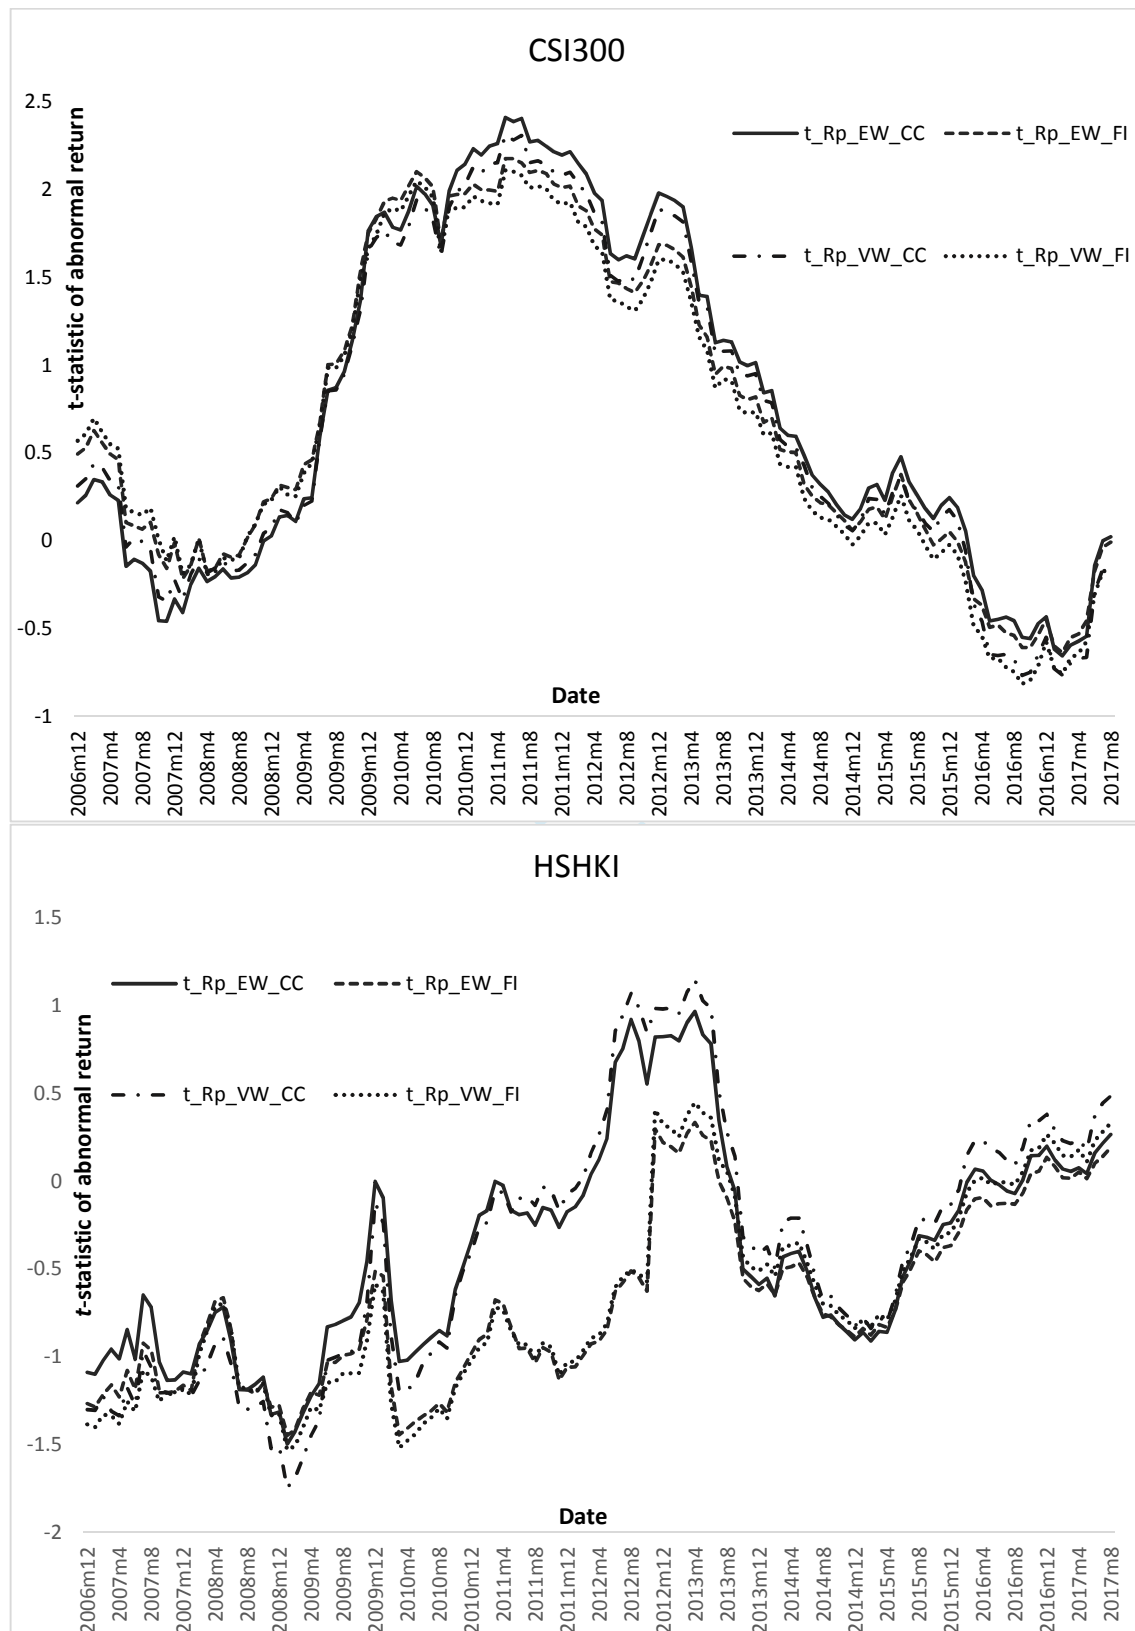 CSI300
2.5
2
1.5
1
0.5
0
-0.5
-1
t-statistic of abnormal return
t_Rp_EW_CC
t_Rp_EW_FI
t_Rp_VW_CC
t_Rp_VW_FI
Date
2006m12
2007m4
2007m8
2007m12
2008m4
2008m8
2008m12
2009m4
2009m8
2009m12
2010m4
2010m8
2010m12
2011m4
2011m8
2011m12
2012m4
2012m8
2012m12
2013m4
2013m8
2013m12
2014m4
2014m8
2014m12
2015m4
2015m8
2015m12
2016m4
2016m8
2016m12
2017m4
2017m8
HSHKI
1.5
1
0.5
0
-0.5
-1
-1.5
-2
t-statistic of abnormal return
t_Rp_EW_CC
t_Rp_EW_FI
t_Rp_VW_CC
t_Rp_VW_FI
Date
2006m12
2007m4
2007m8
2007m12
2008m4
2008m8
2008m12
2009m4
2009m8
2009m12
2010m4
2010m8
2010m12
2011m4
2011m8
2011m12
2012m4
2012m8
2012m12
2013m4
2013m8
2013m12
2014m4
2014m8
2014m12
2015m4
2015m8
2015m12
2016m4
2016m8
2016m12
2017m4
2017m8